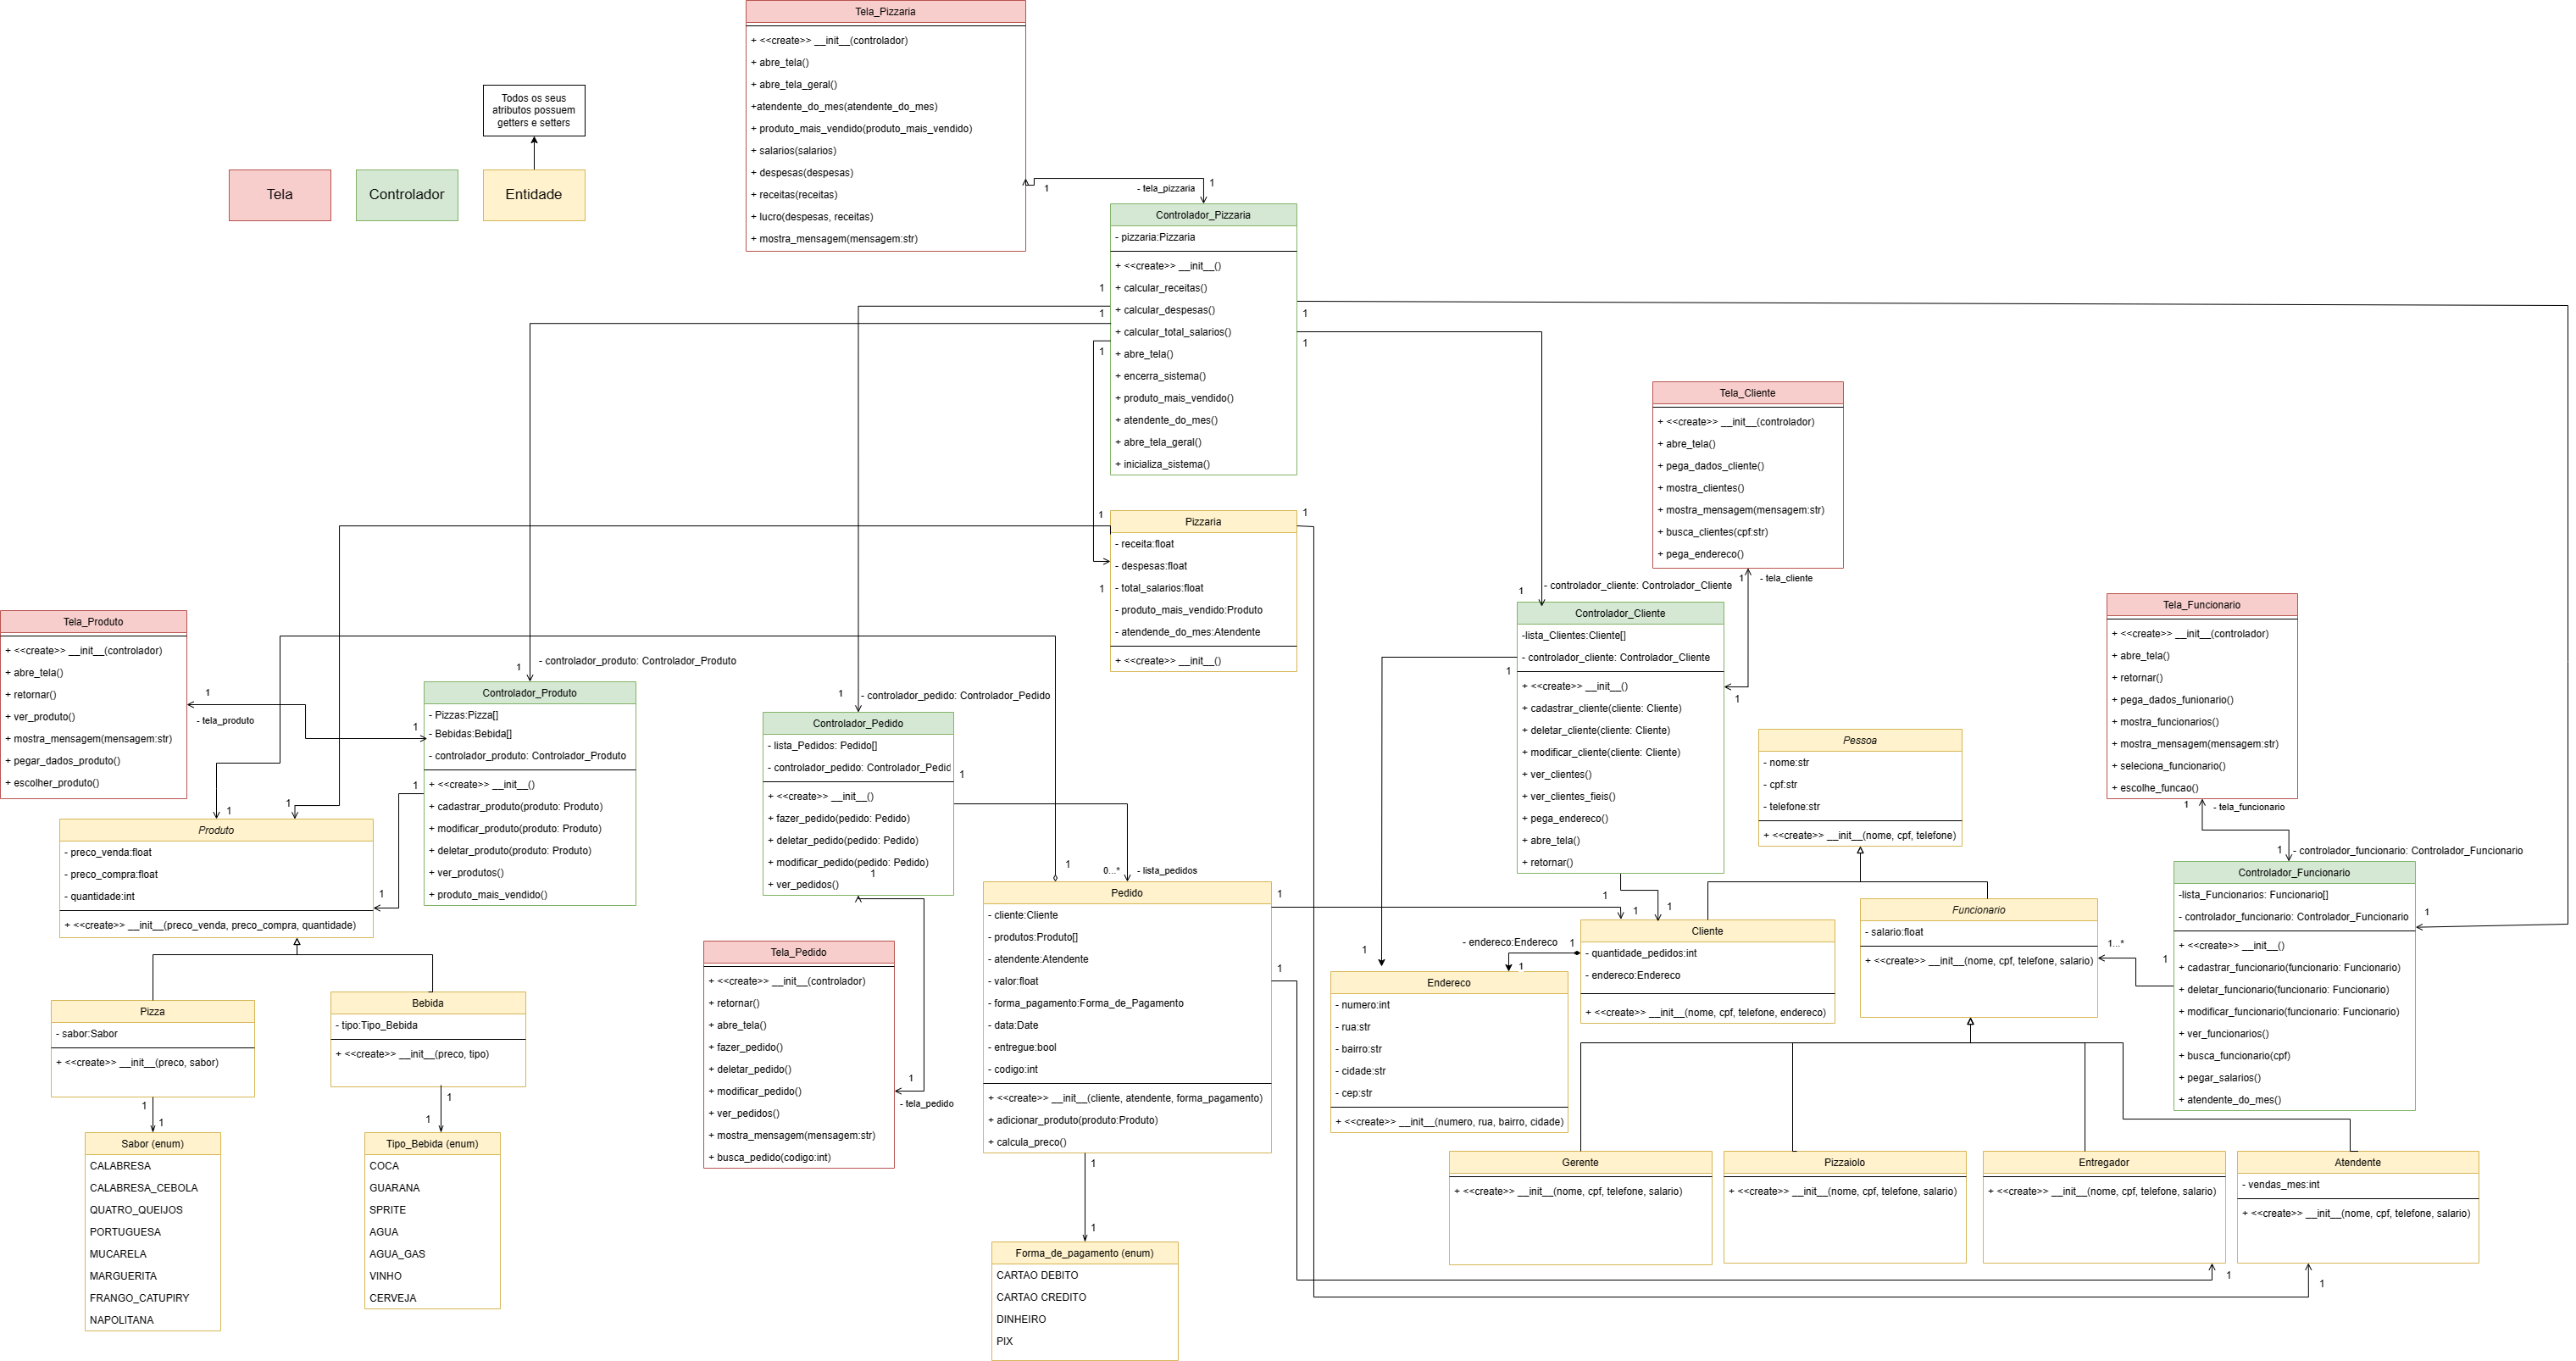 Tela_Pizzaria
+ <<create>> __init__(controlador)
+ abre_tela()
+ abre_tela_geral()
+atendente_do_mes(atendente_do_mes)
+ produto_mais_vendido(produto_mais_vendido)
+ salarios(salarios)
+ despesas(despesas)
+ receitas(receitas)
+ lucro(despesas, receitas)
+ mostra_mensagem(mensagem:str)
Todos os seus
atributos possuem
getters e setters
Tela
Controlador
Entidade
1
- tela_pizzaria
1
Controlador_Pizzaria
- pizzaria:Pizzaria
+ <<create>> __init__()
+ calcular_receitas()
+ calcular_despesas()
+ calcular_total_salarios()
+ abre_tela()
+ encerra_sistema()
+ produto_mais_vendido()
+ atendente_do_mes()
+ abre_tela_geral()
+ inicializa_sistema()
1
1
1
1
1
Pizzaria
- receita:float
- despesas:float
- total_salarios:float
- produto_mais_vendido:Produto
- atendende_do_mes:Atendente
+ <<create>> __init__()
1
1
1
Tela_Cliente
+ <<create>> __init__(controlador)
+ abre_tela()
+ pega_dados_cliente()
+ mostra_clientes()
+ mostra_mensagem(mensagem:str)
+ busca_clientes(cpf:str)
+ pega_endereco()
1
- tela_cliente
1
- controlador_cliente: Controlador_Cliente
Controlador_Cliente
-lista_Clientes:Cliente[]
- controlador_cliente: Controlador_Cliente
+ <<create>> __init__()
+ cadastrar_cliente(cliente: Cliente)
+ deletar_cliente(cliente: Cliente)
+ modificar_cliente(cliente: Cliente)
+ ver_clientes()
+ ver_clientes_fieis()
+ pega_endereco()
+ abre_tela()
+ retornar()
1
1
Tela_Funcionario
+ <<create>> __init__(controlador)
+ abre_tela()
+ retornar()
+ pega_dados_funionario()
+ mostra_funcionarios()
+ mostra_mensagem(mensagem:str)
+ seleciona_funcionario()
+ escolhe_funcao()
1
- tela_funcionario
1
- controlador_funcionario: Controlador_Funcionario
Controlador_Funcionario
-lista_Funcionarios: Funcionario[]
- controlador_funcionario: Controlador_Funcionario
+ <<create>> __init__()
+ cadastrar_funcionario(funcionario: Funcionario)
+ deletar_funcionario(funcionario: Funcionario)
+ modificar_funcionario(funcionario: Funcionario)
+ ver_funcionarios()
+ busca_funcionario(cpf)
+ pegar_salarios()
+ atendente_do_mes()
1
1
1...*
Tela_Produto
+ <<create>> __init__(controlador)
+ abre_tela()
+ retornar()
+ ver_produto()
+ mostra_mensagem(mensagem:str)
+ pegar_dados_produto()
+ escolher_produto()
1
- tela_produto
1
1
- controlador_produto: Controlador_Produto
Controlador_Produto
- Pizzas:Pizza[]
- Bebidas:Bebida[]
- controlador_produto: Controlador_Produto
+ <<create>> __init__()
+ cadastrar_produto(produto: Produto)
+ modificar_produto(produto: Produto)
+ deletar_produto(produto: Produto)
+ ver_produtos()
+ produto_mais_vendido()
1
1
1
1
Produto
- preco_venda:float
- preco_compra:float
- quantidade:int
+ <<create>> __init__(preco_venda, preco_compra, quantidade)
Pizza
- sabor:Sabor
+ <<create>> __init__(preco, sabor)
1
1
Bebida
- tipo:Tipo_Bebida
+ <<create>> __init__(preco, tipo)
1
1
Sabor (enum)
CALABRESA
CALABRESA_CEBOLA
QUATRO_QUEIJOS
PORTUGUESA
MUCARELA
MARGUERITA
FRANGO_CATUPIRY
NAPOLITANA
Tipo_Bebida (enum)
COCA
GUARANA
SPRITE
AGUA
AGUA_GAS
VINHO
CERVEJA
1
- controlador_pedido: Controlador_Pedido
Controlador_Pedido
- lista_Pedidos: Pedido[]
- controlador_pedido: Controlador_Pedid
+ <<create>> __init__()
+ fazer_pedido(pedido: Pedido)
+ deletar_pedido(pedido: Pedido)
+ modificar_pedido(pedido: Pedido)
+ ver_pedidos()
1
1
1
0...*
- lista_pedidos
Tela_Pedido
+ <<create>> __init__(controlador)
+ retornar()
+ abre_tela()
+ fazer_pedido()
+ deletar_pedido()
+ modificar_pedido()
+ ver_pedidos()
+ mostra_mensagem(mensagem:str)
+ busca_pedido(codigo:int)
1
- tela_pedido
Pedido
- cliente:Cliente
- produtos:Produto[]
- atendente:Atendente
- valor:float
- forma_pagamento:Forma_de_Pagamento
- data:Date
- entregue:bool
- codigo:int
+ <<create>> __init__(cliente, atendente, forma_pagamento)
+ adicionar_produto(produto:Produto)
+ calcula_preco()
1
1
1
1
Forma_de_pagamento (enum)
CARTAO DEBITO
CARTAO CREDITO
DINHEIRO
PIX
Pessoa
- nome:str
- cpf:str
- telefone:str
+ <<create>> __init__(nome, cpf, telefone)
1
1
1
Cliente
- quantidade_pedidos:int
- endereco:Endereco
+ <<create>> __init__(nome, cpf, telefone, endereco)
- endereco:Endereco
1
1
1
Endereco
- numero:int
- rua:str
- bairro:str
- cidade:str
- cep:str
+ <<create>> __init__(numero, rua, bairro, cidade)
Funcionario
- salario:float
+ <<create>> __init__(nome, cpf, telefone, salario)
Gerente
+ <<create>> __init__(nome, cpf, telefone, salario)
Pizzaiolo
+ <<create>> __init__(nome, cpf, telefone, salario)
Entregador
+ <<create>> __init__(nome, cpf, telefone, salario)
Atendente
- vendas_mes:int
+ <<create>> __init__(nome, cpf, telefone, salario)
1
1